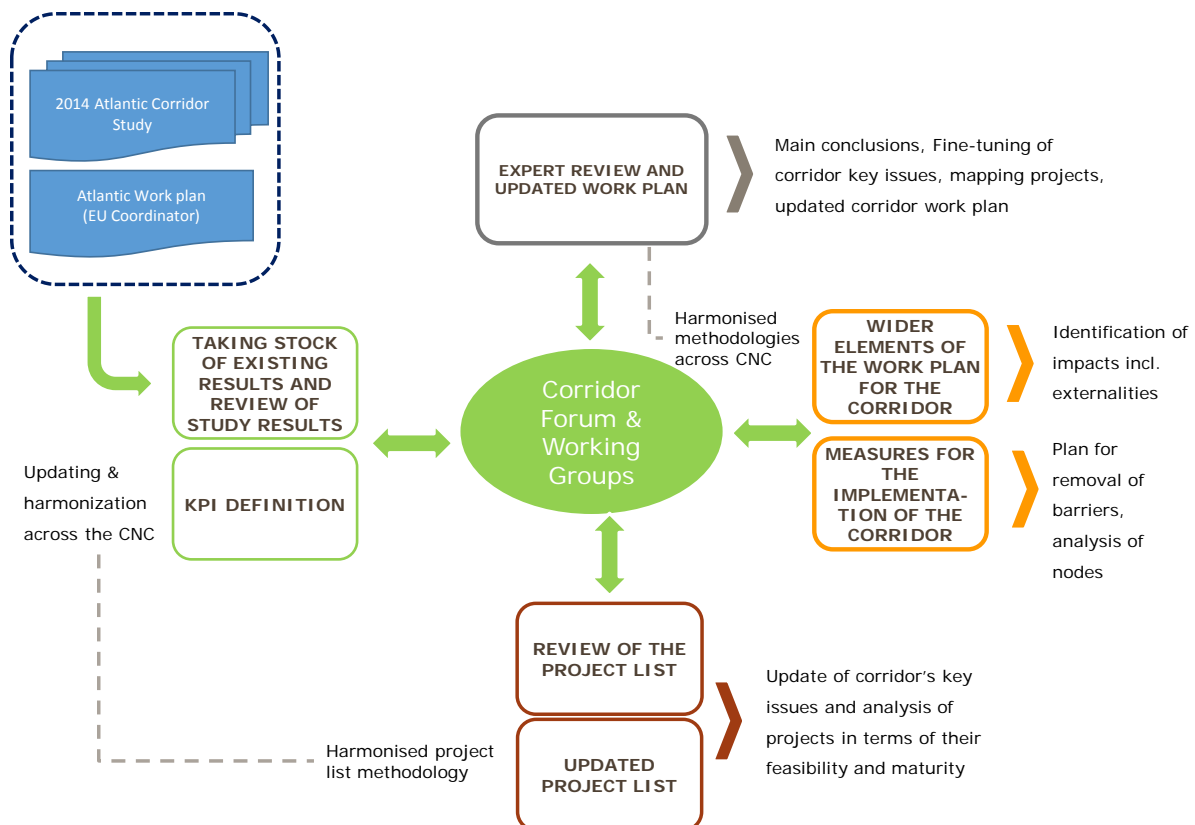 2014 Atlantic Corridor
Study
Atlantic Work plan
(EU Coordinator)
EXPERT REVIEW AND
UPDATED WORK PLAN
Main conclusions, Fine-tuning of
corridor key issues, mapping projects,
updated corridor work plan
TAKING STOCK
OF EXISTING
RESULTS AND
REVIEW OF
STUDY RESULTS
KPI DEFINITION
Updating &
harmonization
across the CNC
Harmonised
methodologies
across CNC
Corridor
Forum &
Working
Groups
WIDER
ELEMENTS OF
THE WORK PLAN
FOR THE
CORRIDOR
Identification of
impacts incl.
externalities
MEASURES FOR
THE
IMPLEMENTA-
TION OF THE
CORRIDOR
Plan for
removal of
barriers,
analysis of
nodes
REVIEW OF THE
PROJECT LIST
UPDATED
PROJECT LIST
Harmonised project
list methodology
Update of corridor’s key
issues and analysis of
projects in terms of their
feasibility and maturity